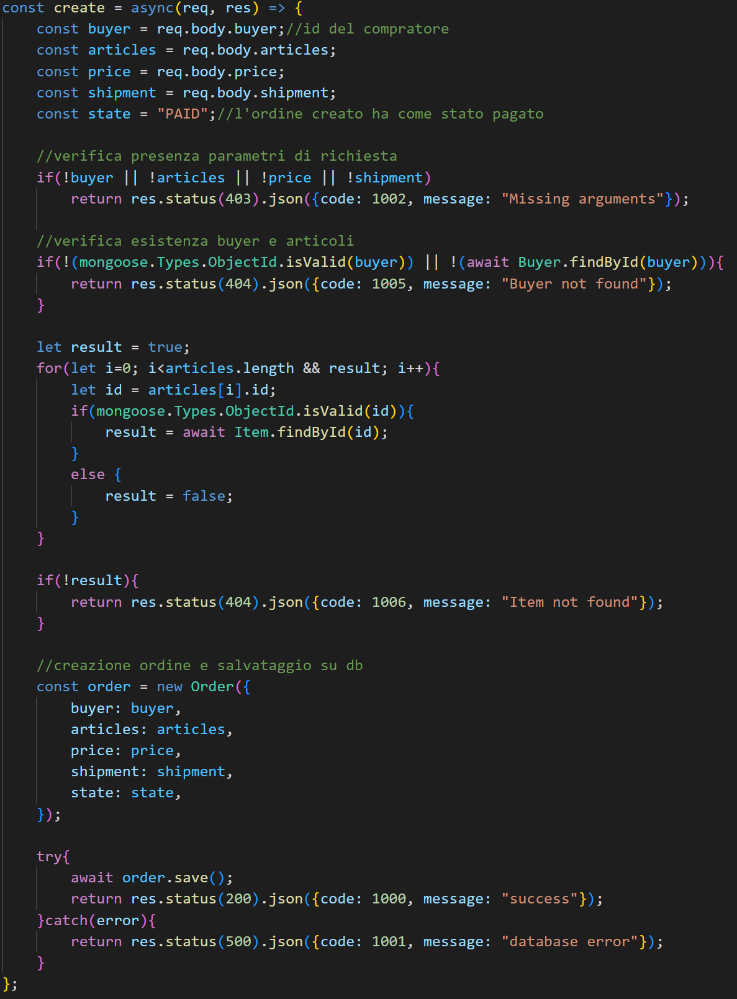 const create = async(req, res) => {
    const buyer = req.body.buyer;//id del compratore
    const articles = req.body.articles;
    const price = req.body.price;
    const shipment = req.body.shipment;
    const state = "PAID";//l'ordine creato ha come stato pagato

    //verifica presenza parametri di richiesta
    if(!buyer || !articles || !price || !shipment)
        return res.status(403).json({code: 1002, message: "Missing arguments"});

    //verifica esistenza buyer e articoli
    if(!(mongoose.Types.ObjectId.isValid(buyer)) || !(await Buyer.findById(buyer))){
        return res.status(404).json({code: 1005, message: "Buyer not found"});
    }

    let result = true;
    for(let i=0; i<articles.length && result; i++){
        let id = articles[i].id;
        if(mongoose.Types.ObjectId.isValid(id)){
            result = await Item.findById(id);
        }
        else {
            result = false;
        }
    }

    if(!result){
        return res.status(404).json({code: 1006, message: "Item not found"});
    }

    //creazione ordine e salvataggio su db
    const order = new Order({
        buyer: buyer,
        articles: articles,
        price: price,
        shipment: shipment,
        state: state,
    });

    try{
        await order.save();
        return res.status(200).json({code: 1000, message: "success"});
    }catch(error){
        return res.status(500).json({code: 1001, message: "database error"});
    }
};